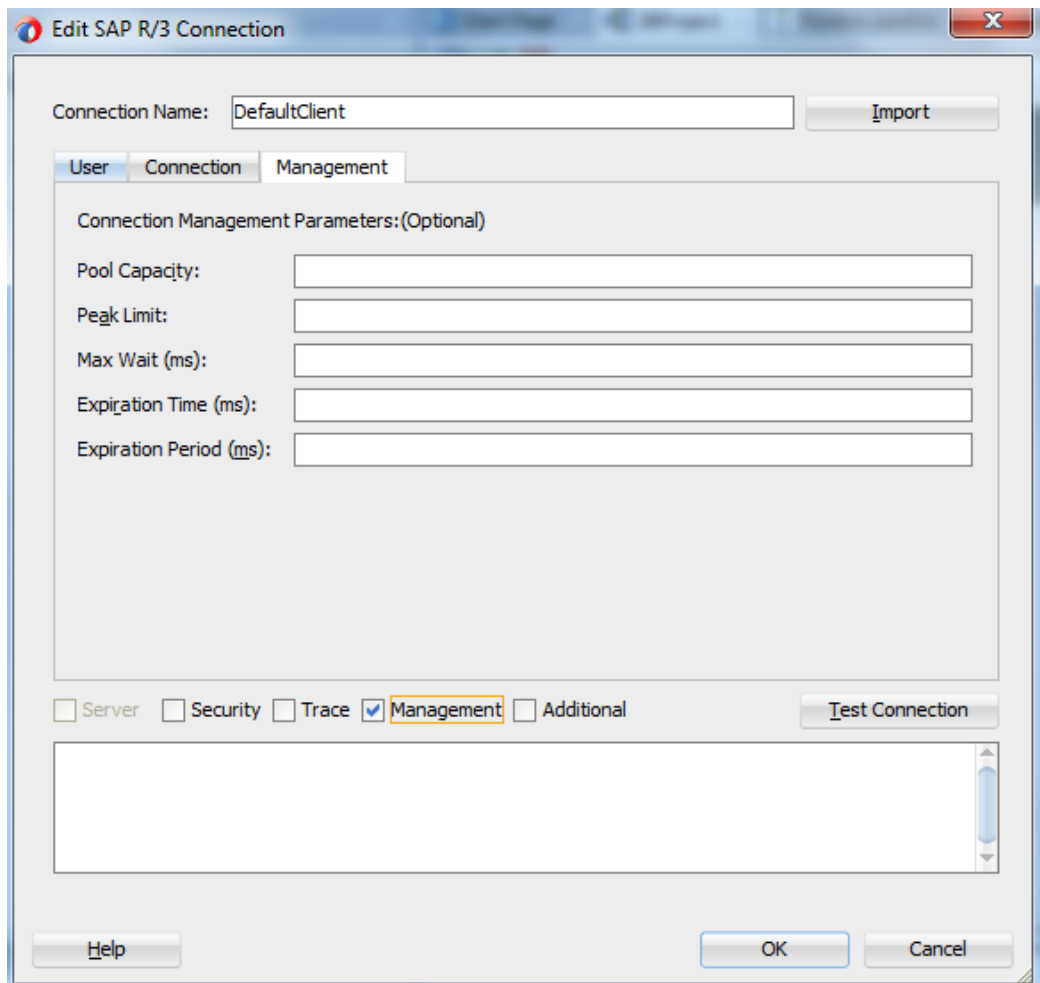 Edit SAP R/3 Connection
Connection Name: DefaultClient Import
User Connection Management
Connection Management Parameters:(Optional)
Pool Capacity:
Peak Limit:
Max Wait (ms):
Expiration Time (ms):
Expiration Period (ms):
Server Security Trace Management Additional Test Connection
Help OK Cancel